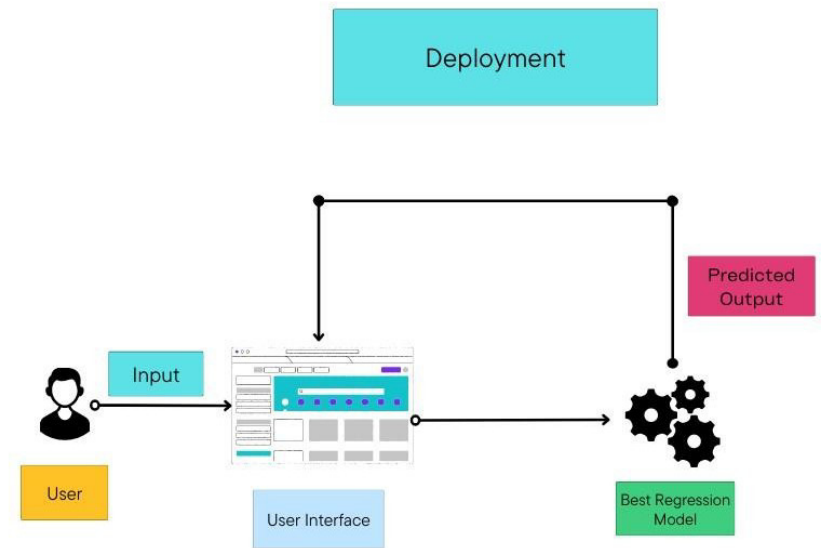 Deployment
Predicted
Output
Input
User
User Interface
Best Regression
Model